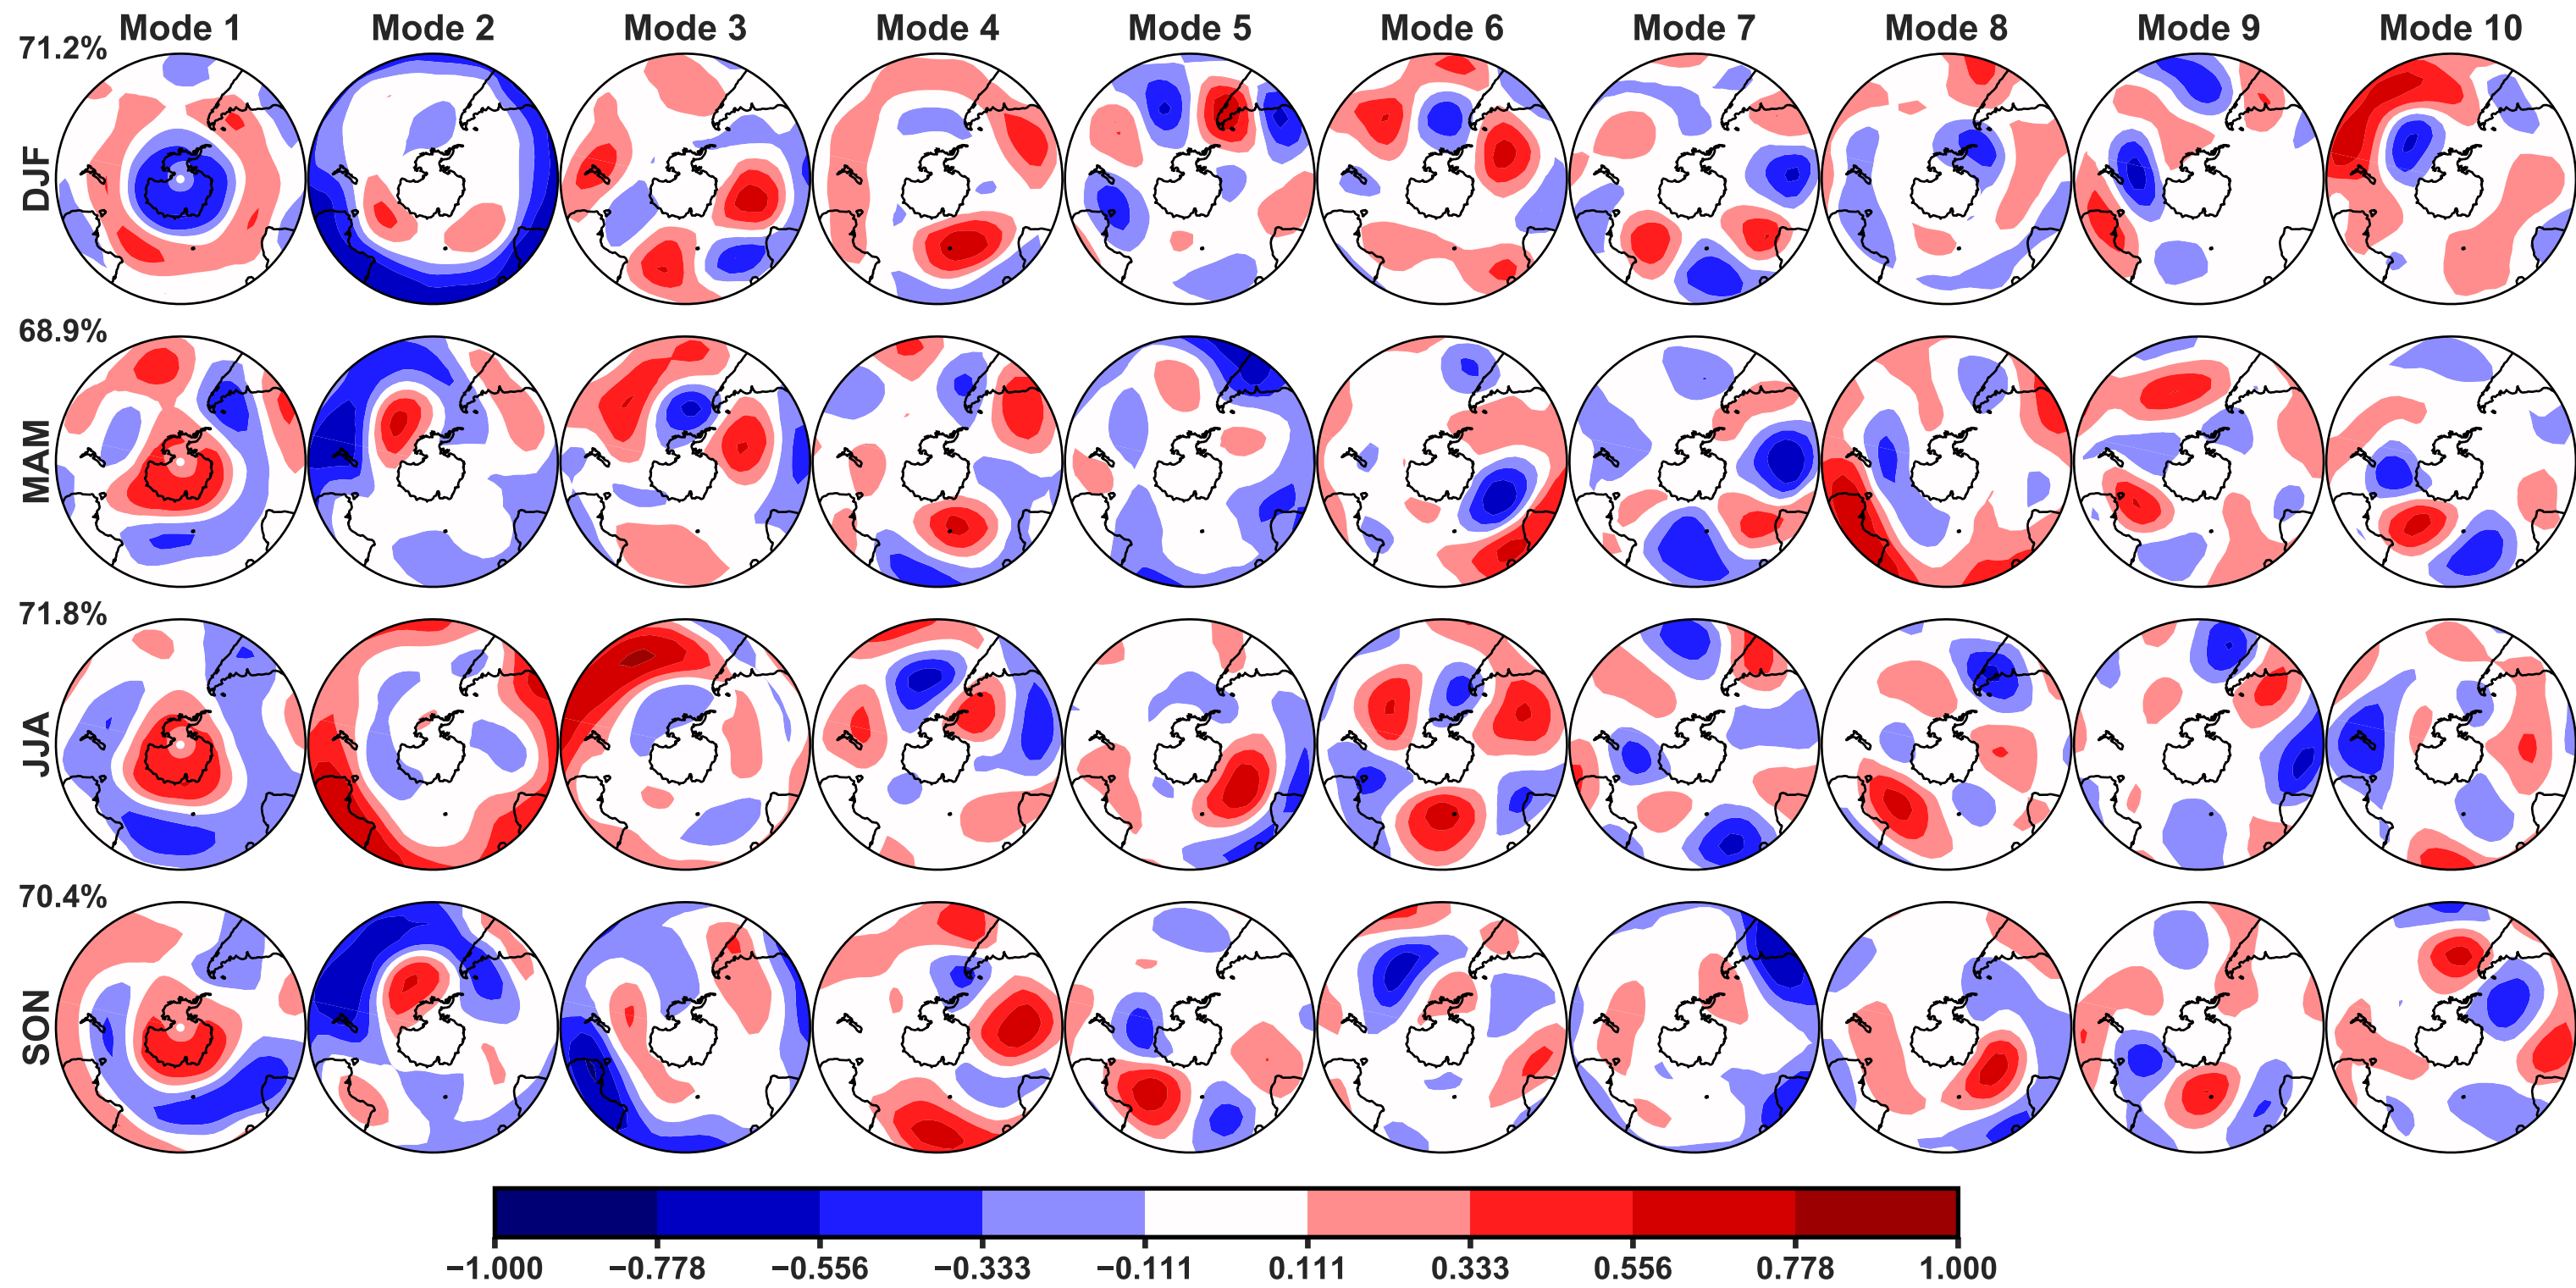 Mode 1 Mode 2 Mode 3 Mode 4 Mode 5 Mode 6 Mode 7 Mode 8 Mode 9 Mode 10
71.2%
DJF
68.9%
MAM
71.8%
JJA
70.4%
SON
−1.000 −0.778 −0.556 −0.333 −0.111 0.111 0.333 0.556 0.778 1.000